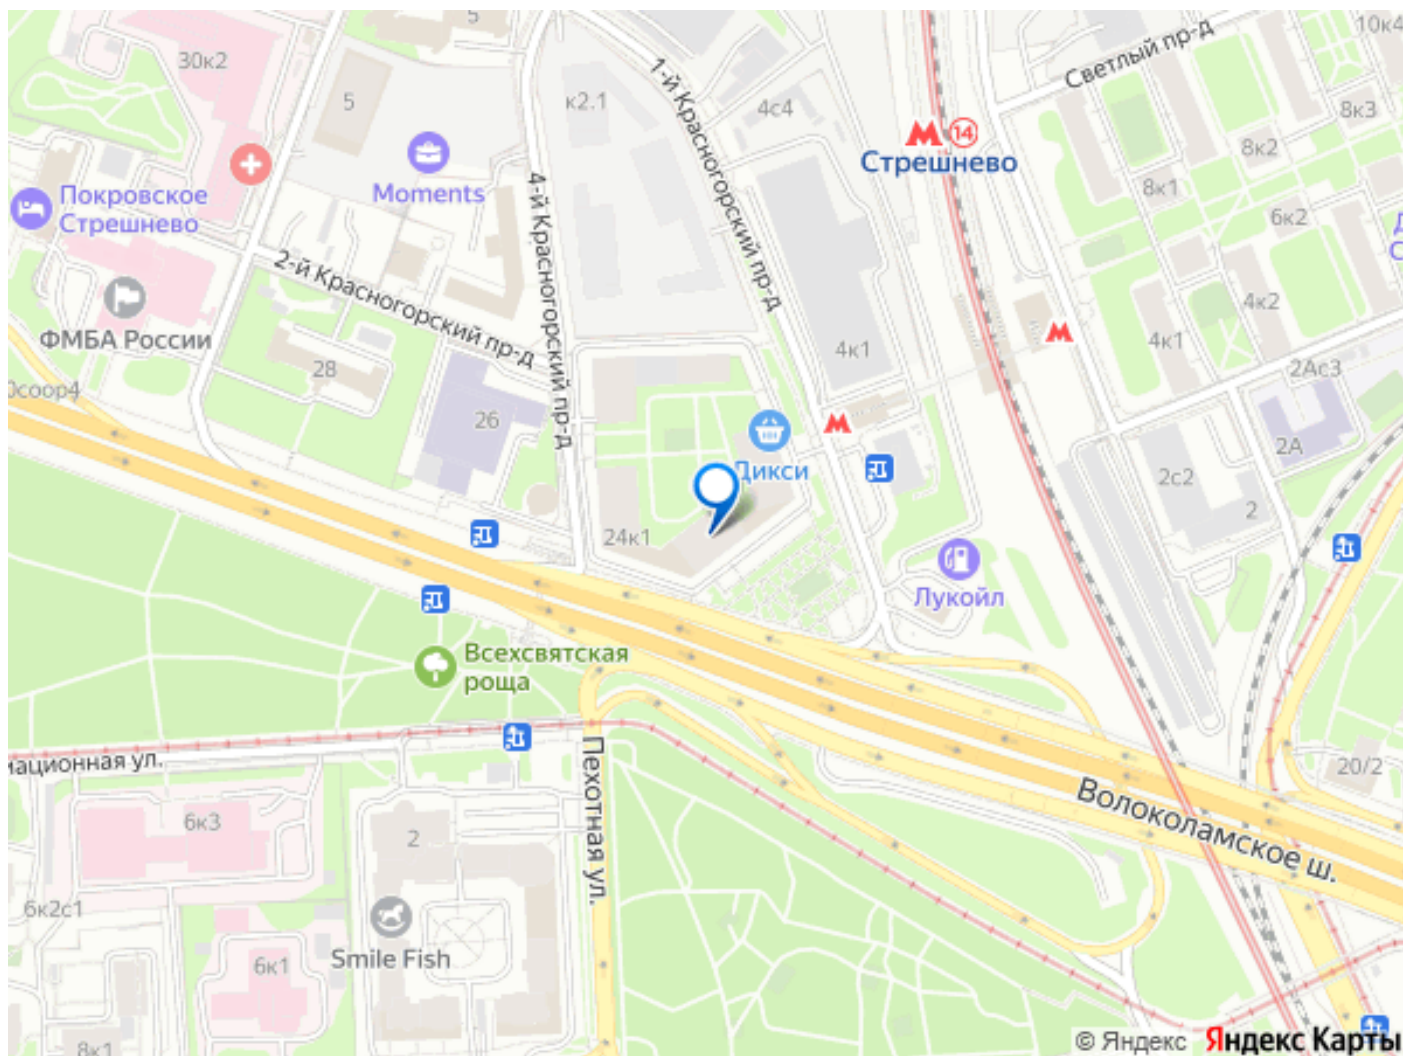 5
10к4
30к2
5
к2.1
1-й Красногорский пр-д
4с4
Светлый пр-д
8к3
14
Стрешнево
8к2
8к1
6к2
Moments
Покровское
Стрешнево
4-й Красногорский пр-д
2-й Красногорский пр-д
ФМБА России
28
4к2
4к1
4к1
2Ас3
26
Дикси
2А
2с2
2
24к1
Лукойл
Всехсвятская
роща
Пехотная ул.
Волоколамское ш.
20/2
6к3
2
6к2с1
Smile Fish
6к1
8к1
© Яндекс Яндекс Карты